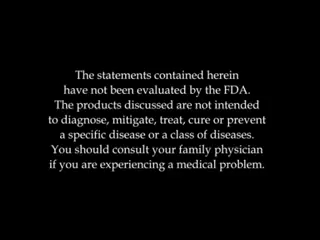 The statements contained herein
have not been evaluated by the FDA.
The products discussed are not intended
to diagnose, mitigate, treat, cure or prevent
a specific disease or a class of diseases.
You should consult your family physician
if you are experiencing a medical problem.